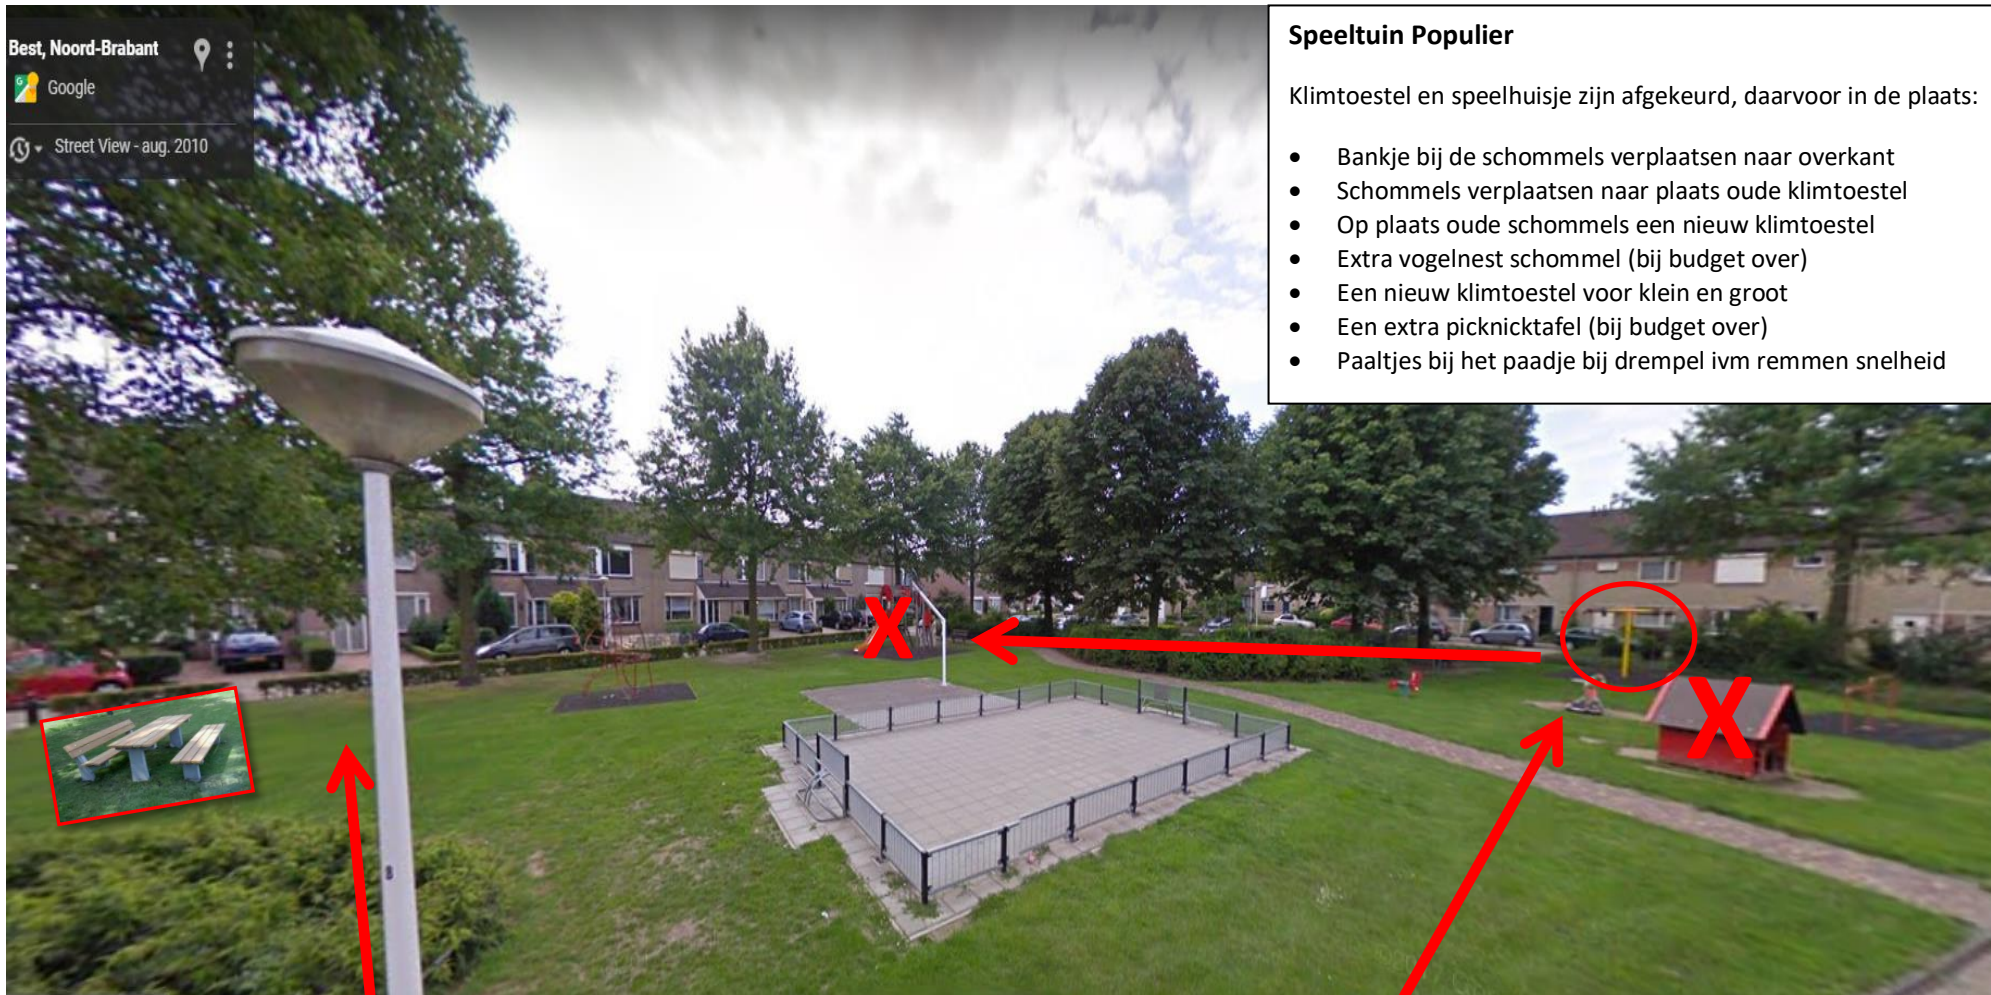 Best, Noord-Brabant
Google
Street View - aug. 2010
Speeltuin Populier
Klimtoestel en speelhuisje zijn afgekeurd, daarvoor in de plaats:
• Bankje bij de schommels verplaatsen naar overkant
• Schommels verplaatsen naar plaats oude klimtoestel
• Op plaats oude schommels een nieuw klimtoestel
• Extra vogelnest schommel (bij budget over)
• Een nieuw klimtoestel voor klein en groot
• Een extra picknicktafel (bij budget over)
• Paaltjes bij het paadje bij drempel ivm remmen snelheid
X
X
8